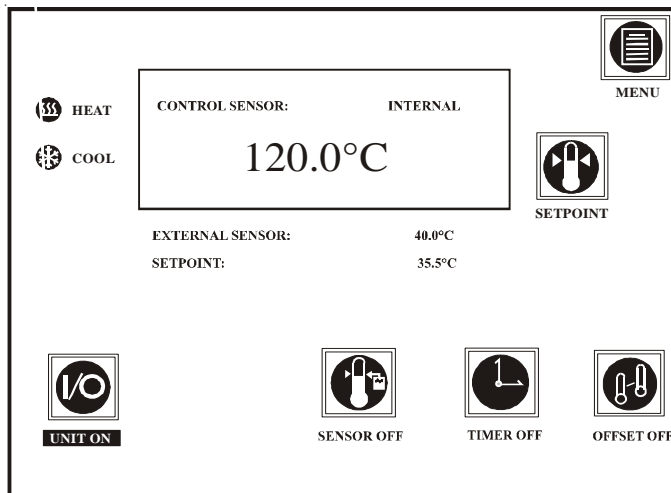 MENU
HEAT
CONTROL SENSOR: INTERNAL
COOL
120.0°C
SETPOINT
EXTERNAL SENSOR: 40.0°C
SETPOINT: 35.5°C
I/O
UNIT ON
SENSOR OFF
TIMER OFF
OFFSET OFF